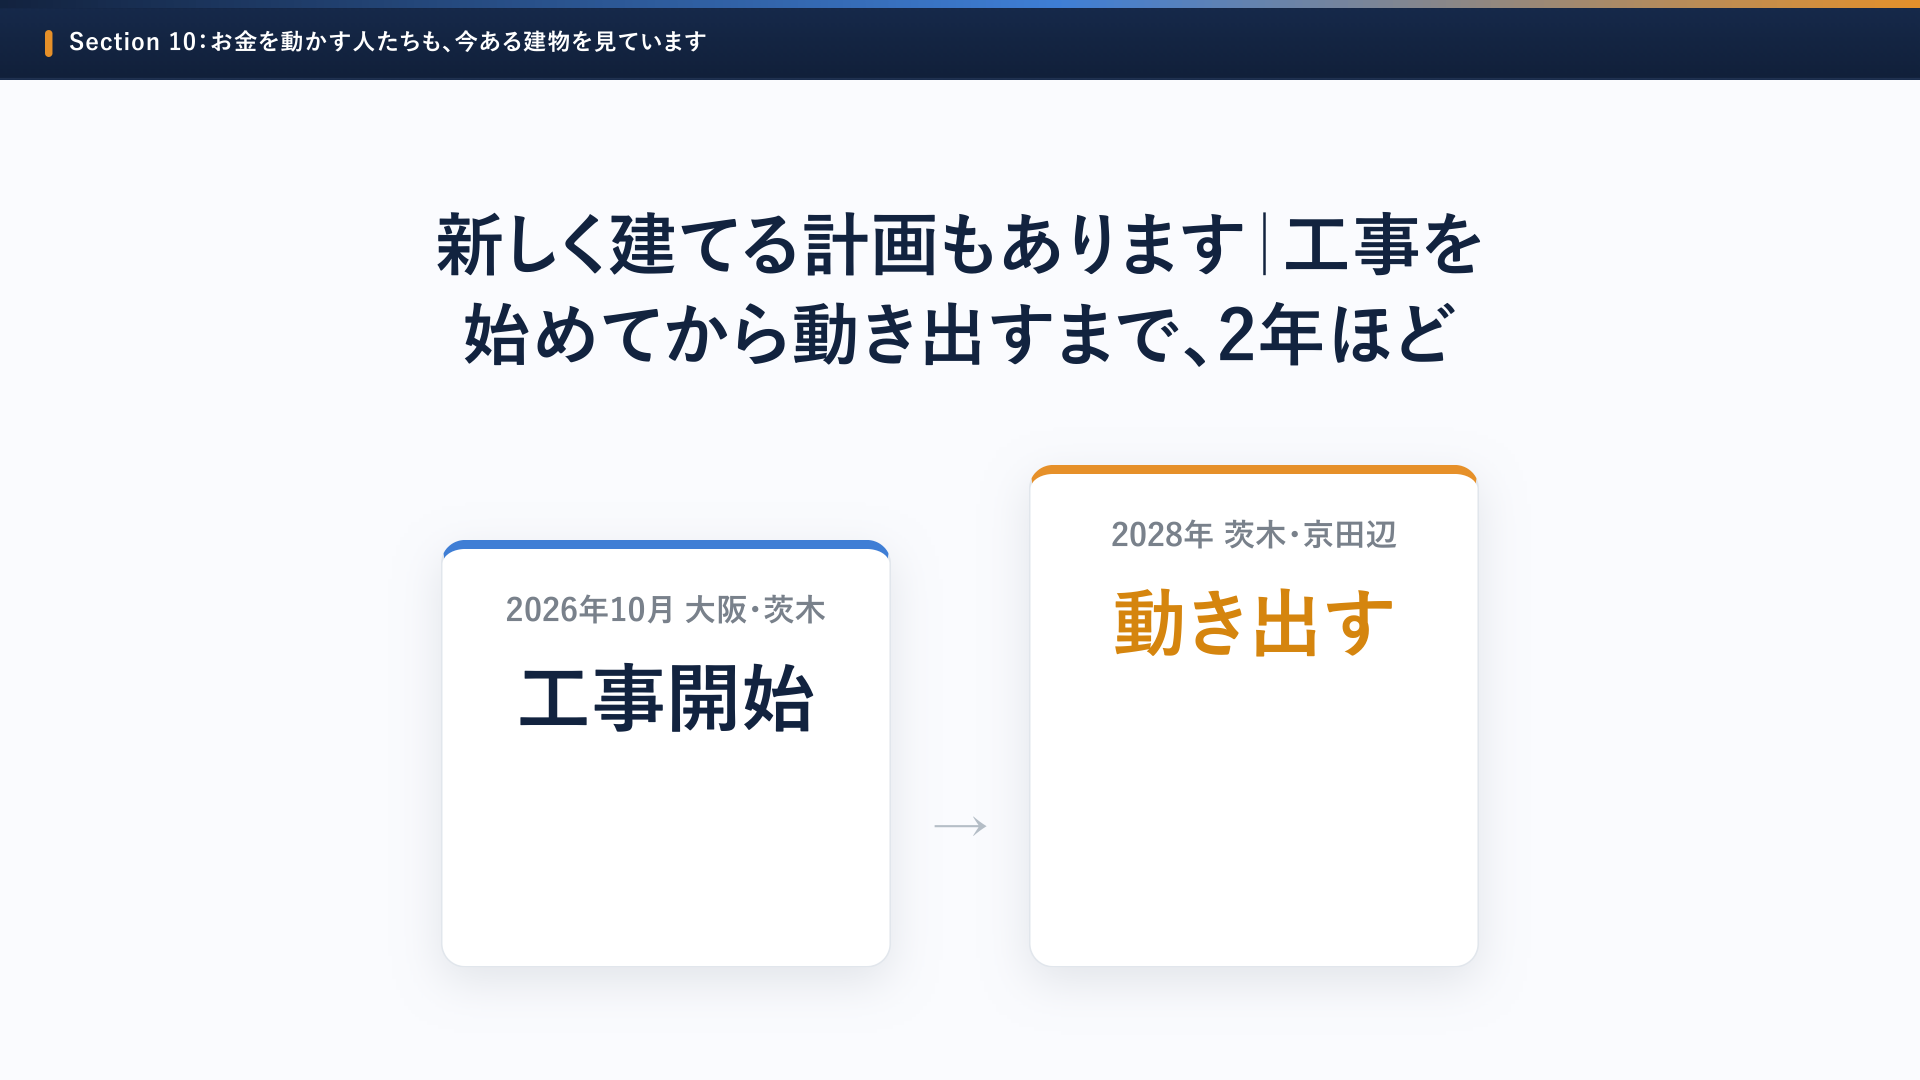 Section 10：お金を動かす人たちも、今ある建物を見ています
新しく建てる計画もあります｜工事を
始めてから動き出すまで、2年ほど
2026年10月 大阪・茨木
工事開始
→
2028年 茨木・京田辺
動き出す